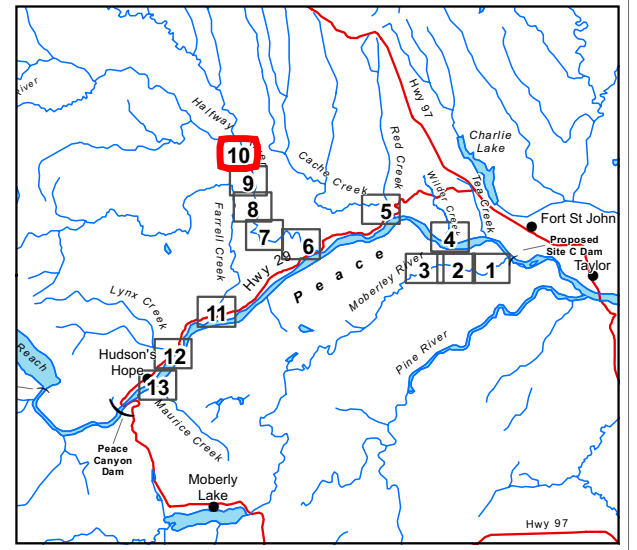 River
Halfway
10
9
8
7
6
5
4
3
2
1
11
12
13
Cache Creek
Red Creek
Hwy 97
Charlie
Lake
Wilder Creek
Tea Creek
Fort St John
Proposed
Site C Dam
Taylor
Farrell Creek
Hwy 29
Peace
Moberley River
Pine River
Lynx Creek
Reach
Hudson's
Hope
Maurice Creek
Peace
Canyon
Dam
Moberly
Lake
Hwy 97